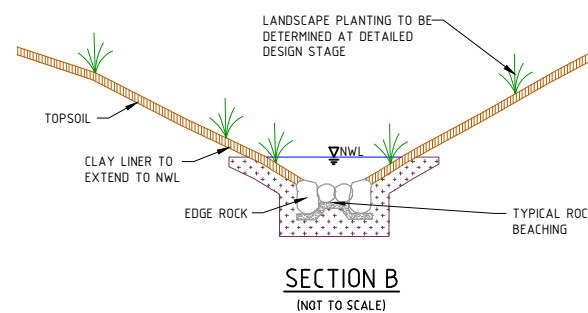 LANDSCAPE PLANTING TO BE
DETERMINED AT DETAILED
DESIGN STAGE
TOPSOIL
NWL
CLAY LINER TO
EXTEND TO NWL
EDGE ROCK
TYPICAL ROC
BEACHING
SECTION B
(NOT TO SCALE)